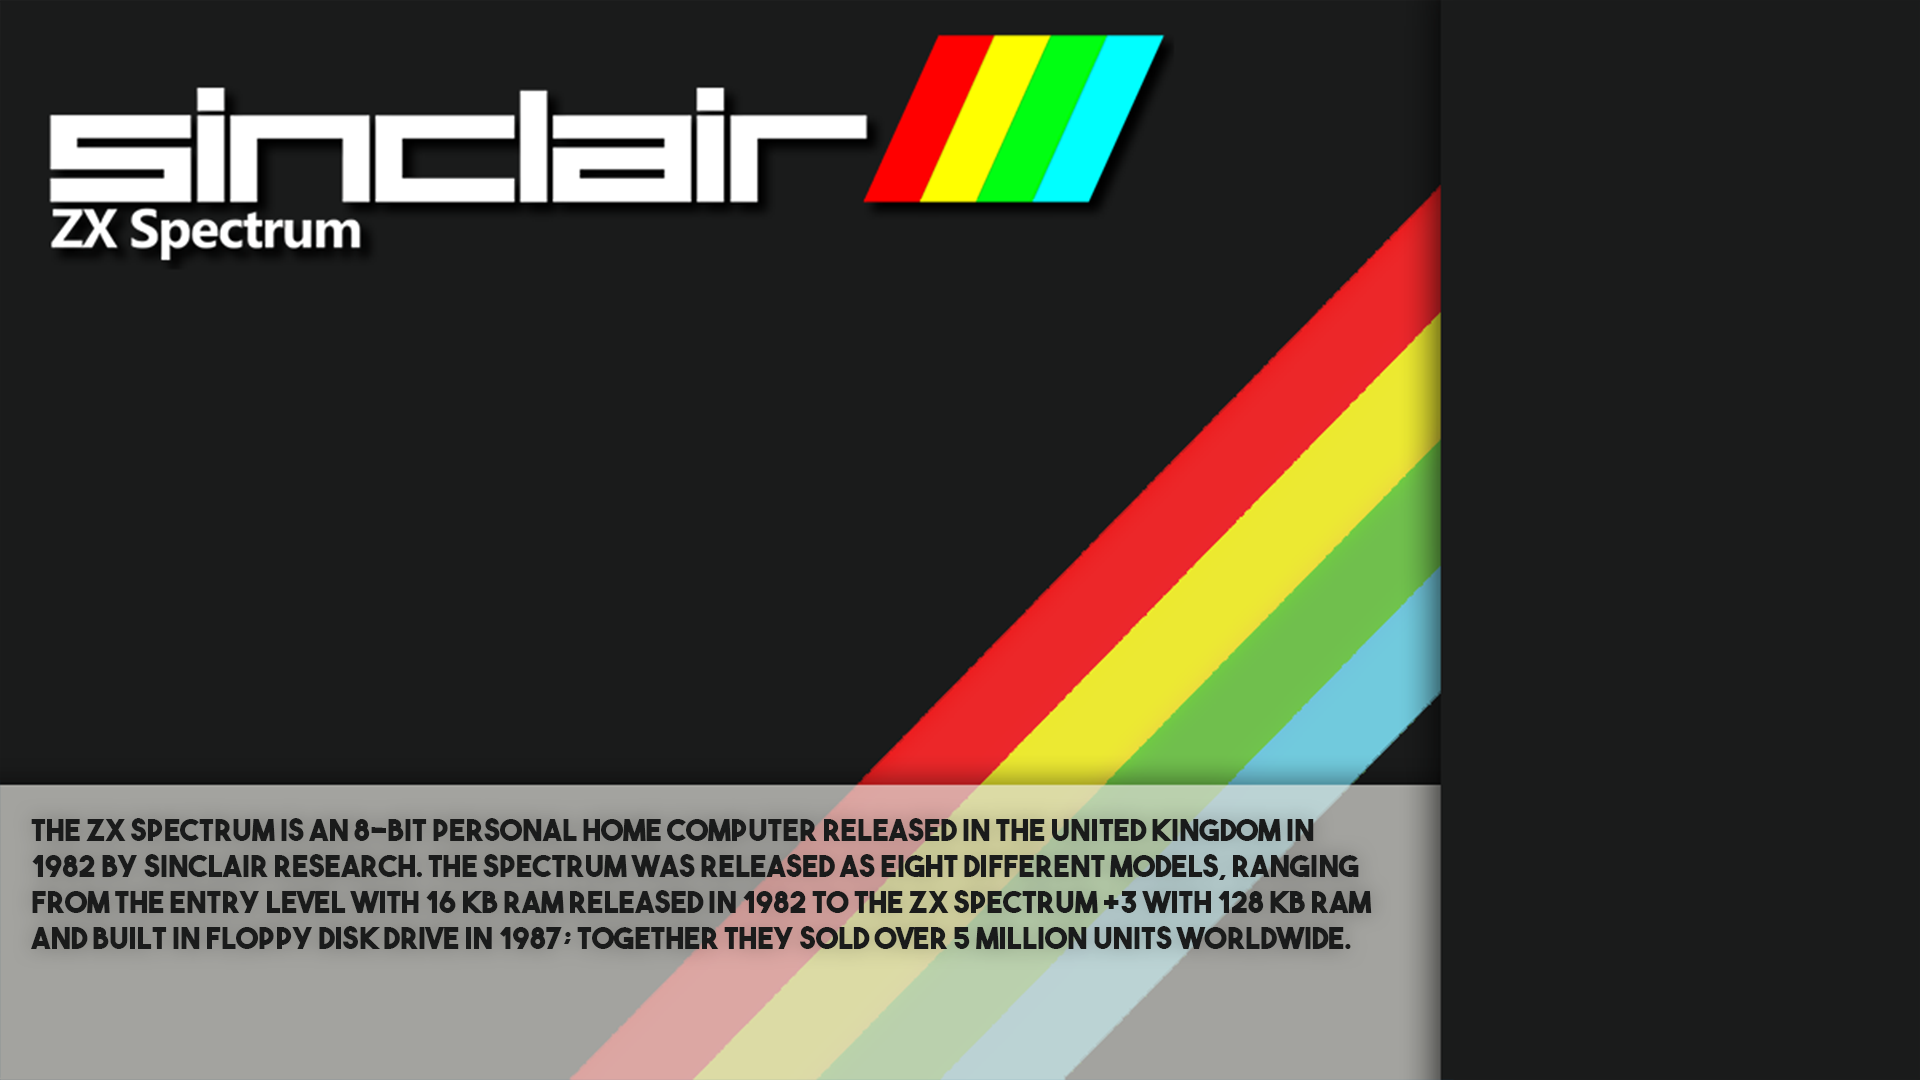 sinclair
ZX Spectrum
THE ZX SPECTRUM IS AN 8-BIT PERSONAL HOME COMPUTER RELEASED IN THE UNITED KINGDOM IN
1982 BY SINCLAIR RESEARCH. THE SPECTRUM WAS RELEASED AS EIGHT DIFFERENT MODELS, RANGING
FROM THE ENTRY LEVEL WITH 16 KB RAM RELEASED IN 1982 TO THE ZX SPECTRUM +3 WITH 128 KB RAM
AND BUILT IN FLOPPY DISK DRIVE IN 1987; TOGETHER THEY SOLD OVER 5 MILLION UNITS WORLDWIDE.